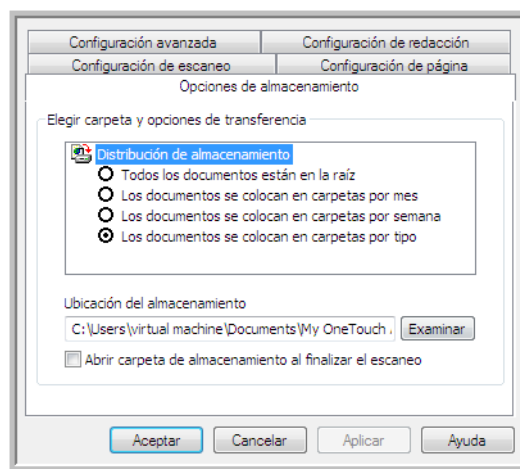 Configuración avanzada
Configuración de redacción
Configuración de escaneo
Configuración de página
Opciones de almacenamiento
Elegir carpeta y opciones de transferencia
Distribución de almacenamiento
Todos los documentos están en la raíz
Los documentos se colocan en carpetas por mes
Los documentos se colocan en carpetas por semana
Los documentos se colocan en carpetas por tipo
Ubicación del almacenamiento
C:\Users\virtual machine\Documents\My OneTouch
Examinar
Abrir carpeta de almacenamiento al finalizar el escaneo
Aceptar
Cancelar
Aplicar
Ayuda